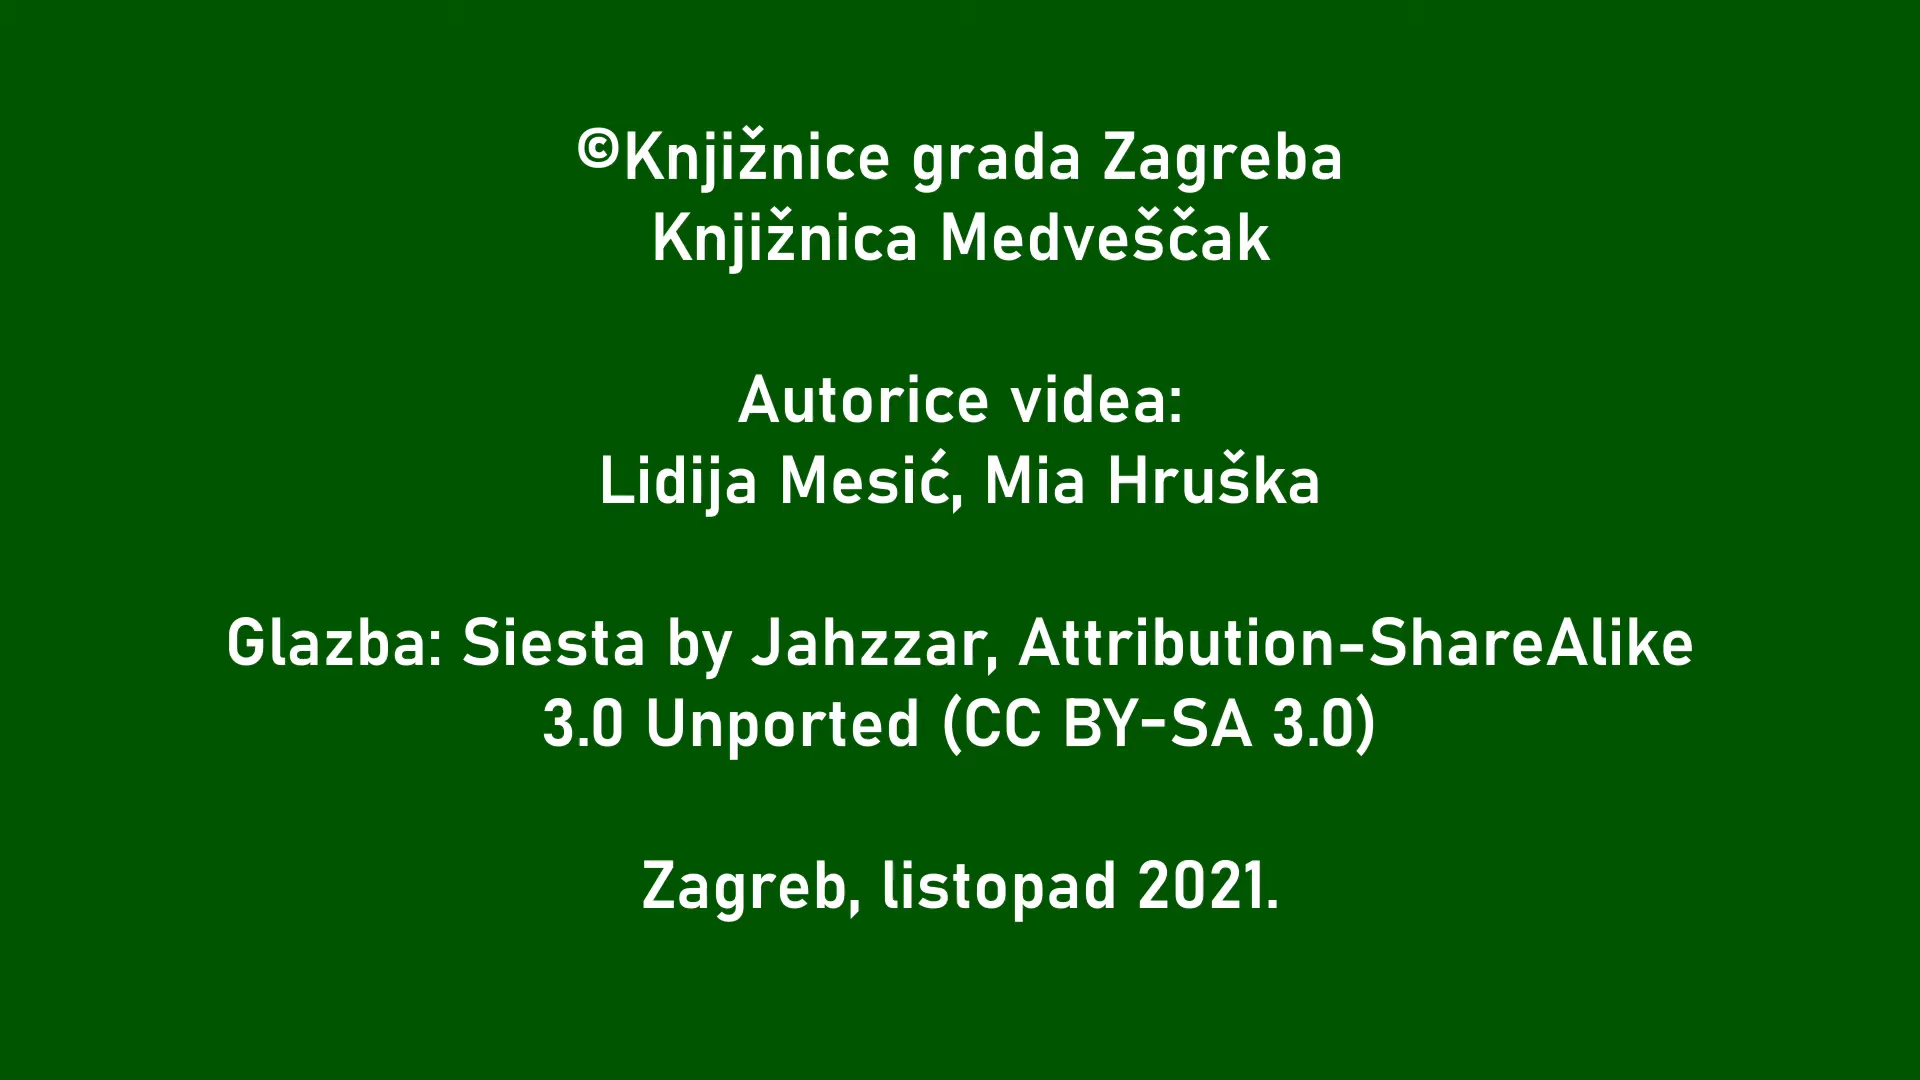 ©Knjižnice grada Zagreba
Knjižnica Medveščak
Autorice videa:
Lidija Mesić, Mia Hruška
Glazba: Siesta by Jahzzar, Attribution-ShareAlike
3.0 Unported (CC BY-SA 3.0)
Zagreb, listopad 2021.